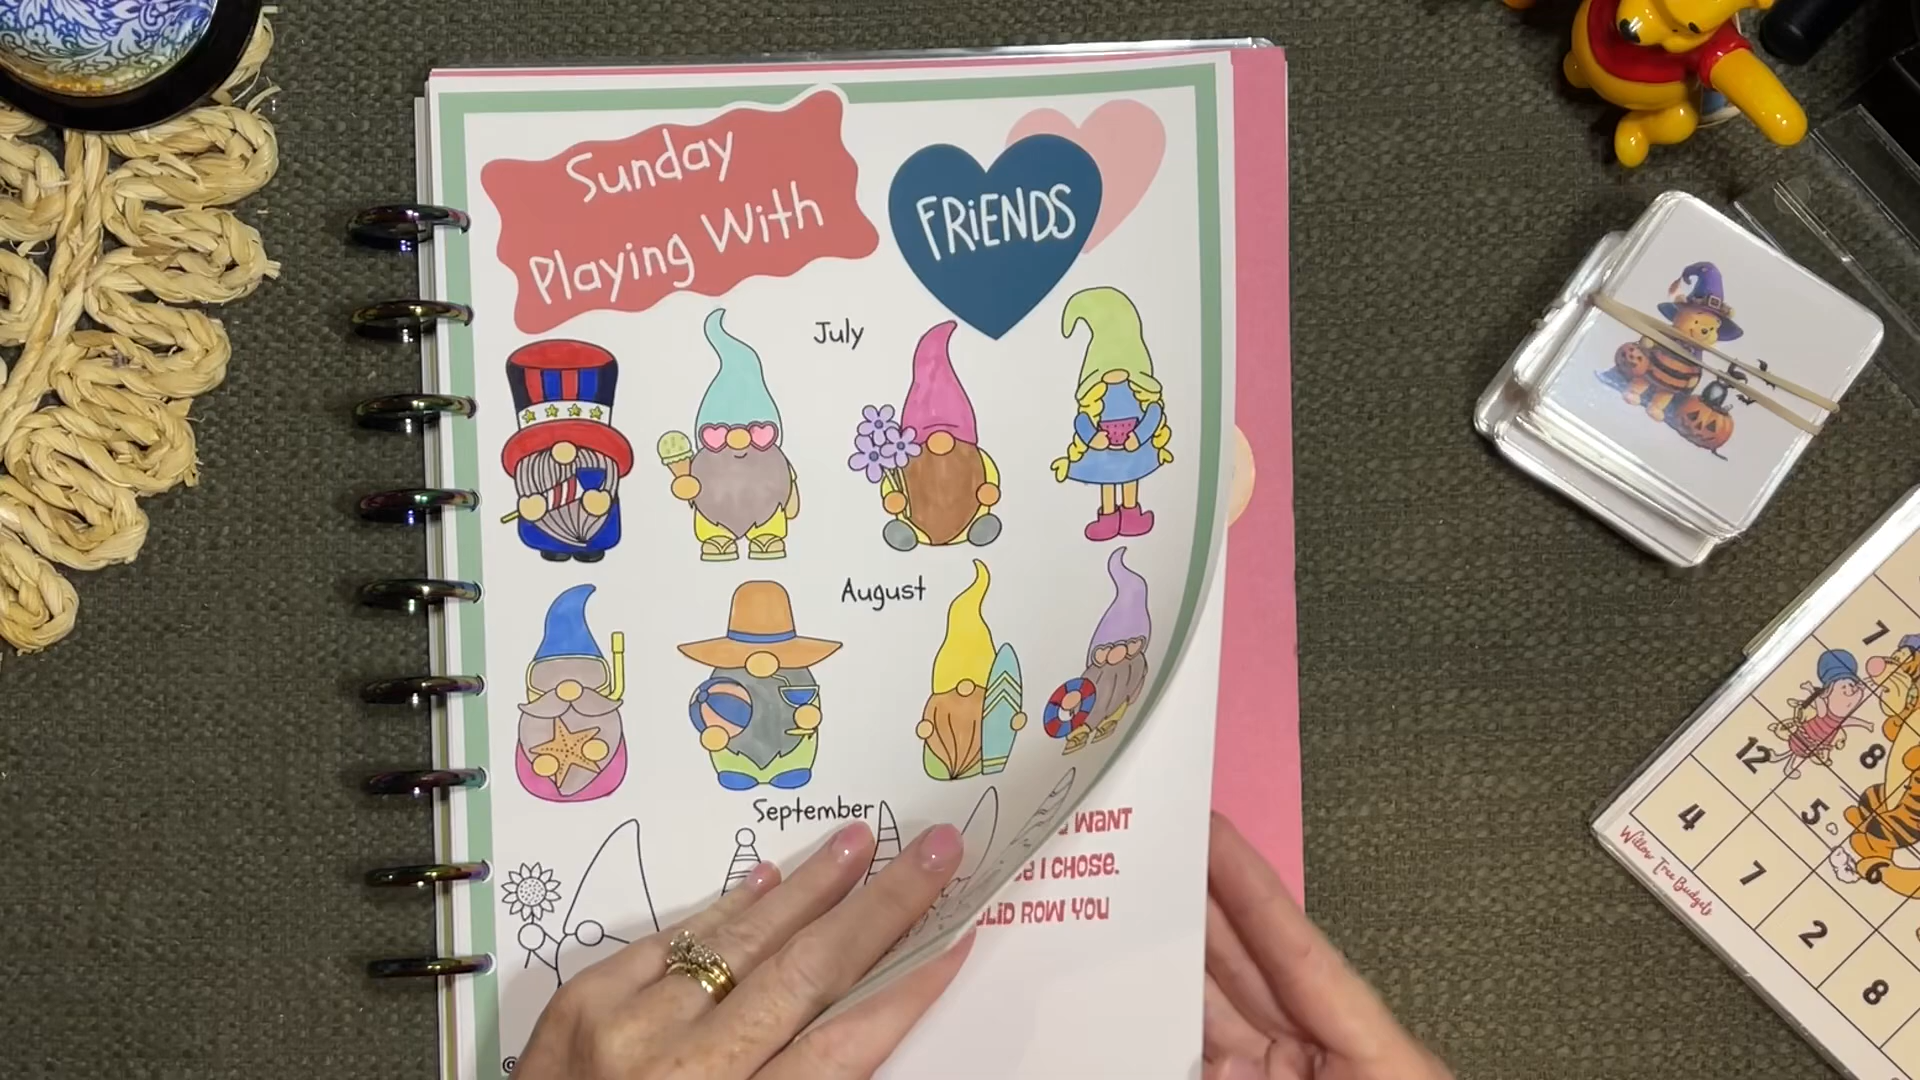 Sunday
Playing With
FRiENDS
July
August
September
WANT
I CHOSE.
ROW YOU
@
7
12
8
4
5
7
2
8
Willow Tree Budgets